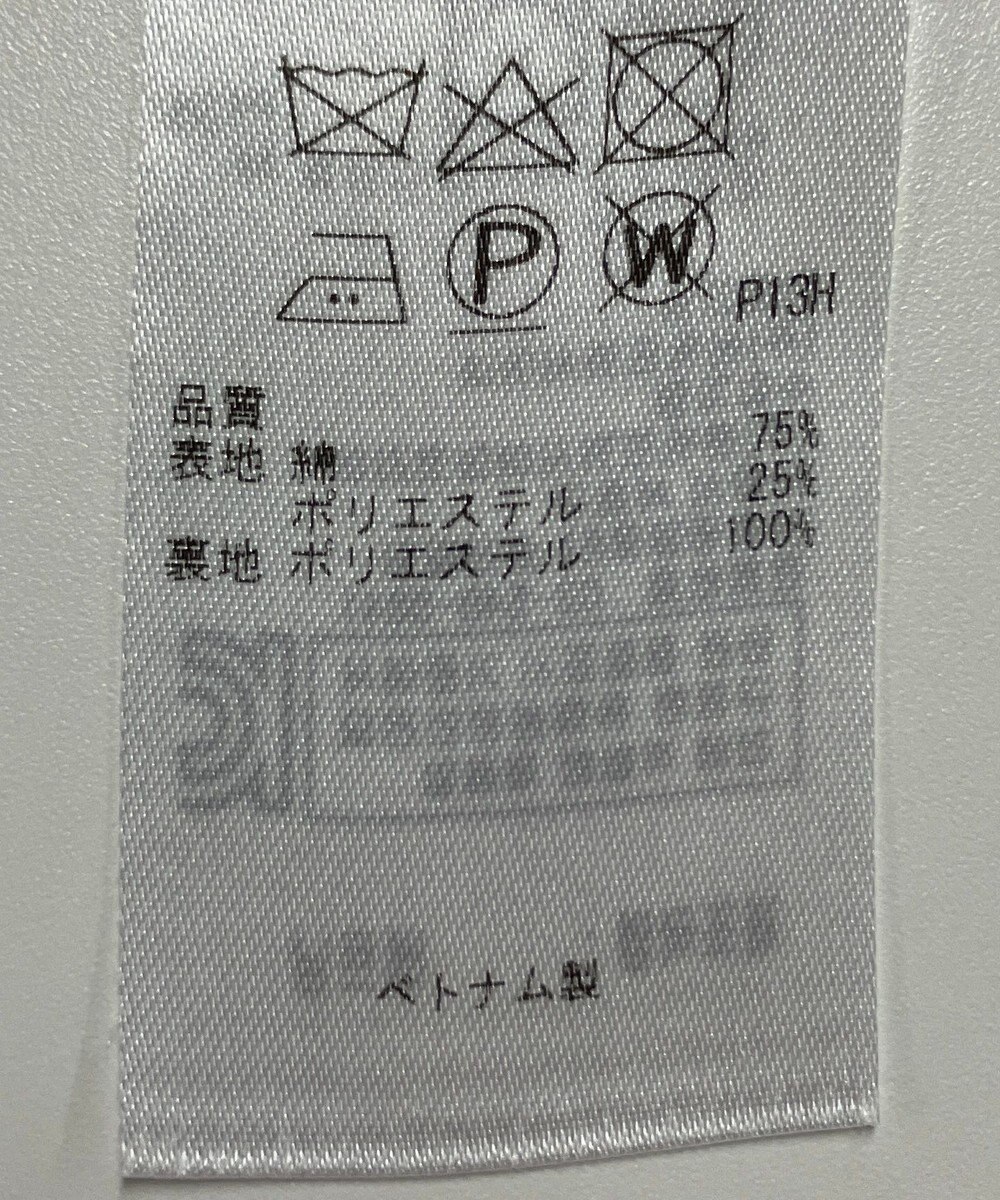 P W P13H
品質
表地 綿 75%
ポリエステル 25%
裏地 ポリエステル 100%
ベトナム製